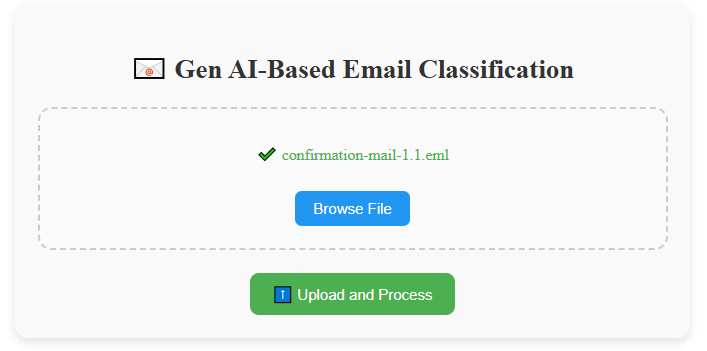 Gen AI-Based Email Classification
confirmation-mail-1.1.eml
Browse File
Upload and Process